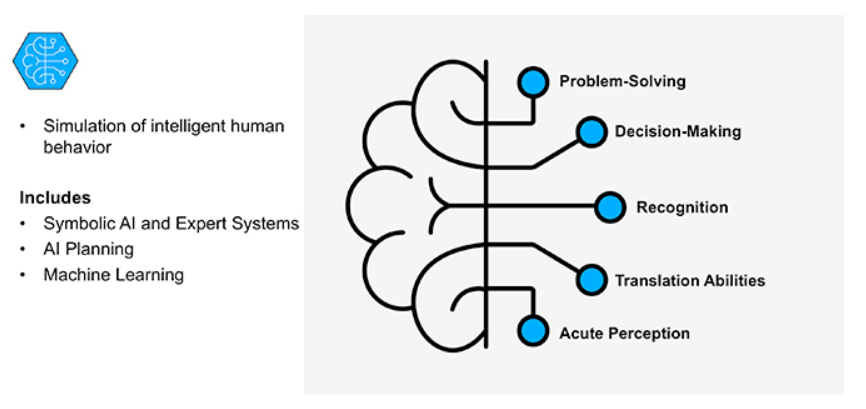 • Simulation of intelligent human
behavior
Includes
• Symbolic AI and Expert Systems
• AI Planning
• Machine Learning
Problem-Solving
Decision-Making
Recognition
Translation Abilities
Acute Perception